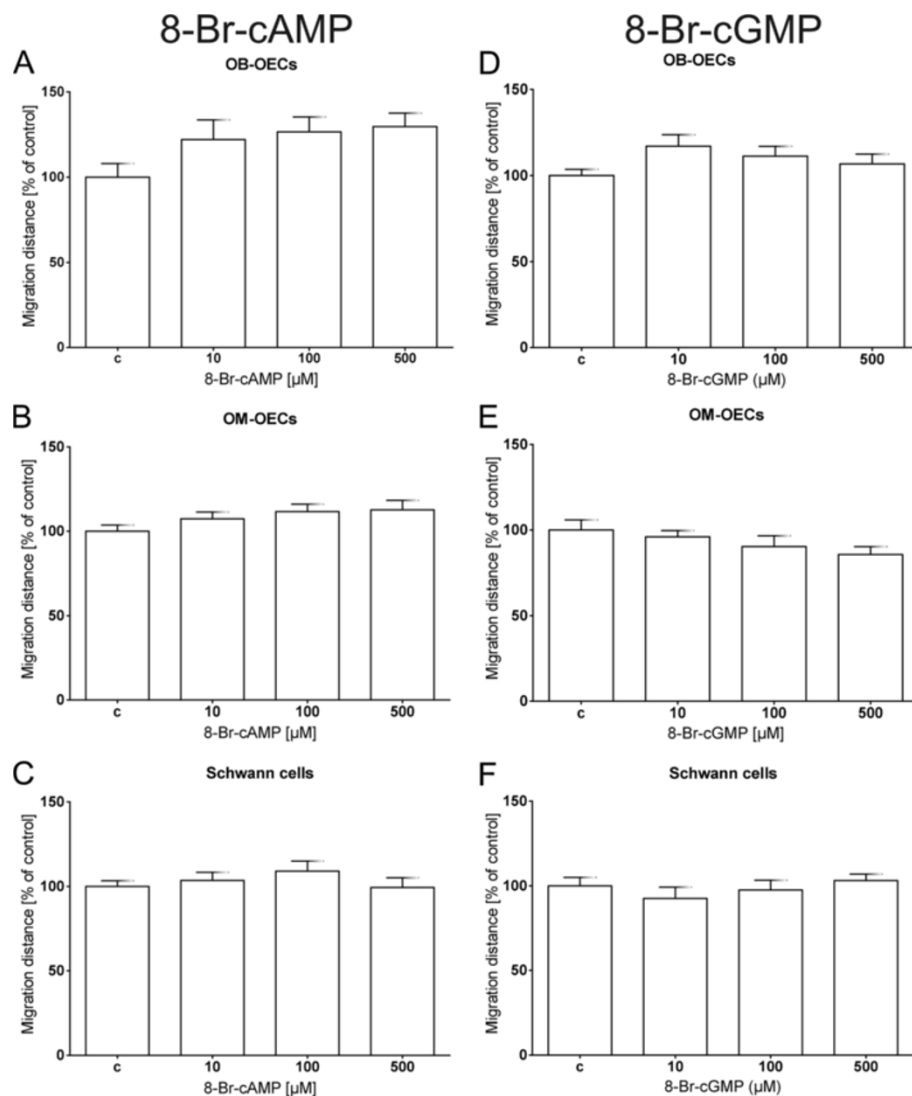 8-Br-cAMP
A
OB-OECs
Migration distance [% of control]
150
100
50
0
c 10 100 500
8-Br-cAMP [µM]
B
OM-OECs
Migration distance [% of control]
150
100
50
0
c 10 100 500
8-Br-cAMP [µM]
C
Schwann cells
Migration distance [% of control]
150
100
50
0
c 10 100 500
8-Br-cAMP [µM]
8-Br-cGMP
D
OB-OECs
Migration distance [% of control]
150
100
50
0
c 10 100 500
8-Br-cGMP (µM)
E
OM-OECs
Migration distance [% of control]
150
100
50
0
c 10 100 500
8-Br-cGMP [µM]
F
Schwann cells
Migration distance [% of control]
150
100
50
0
c 10 100 500
8-Br-cGMP (µM)